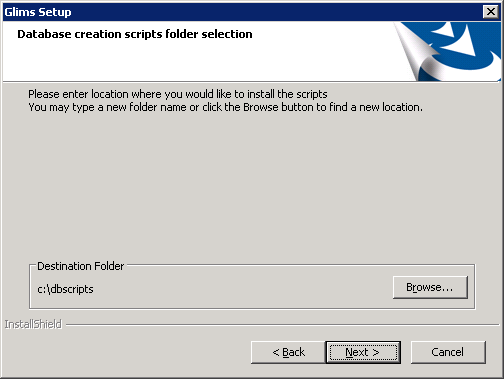 Glims Setup
Database creation scripts folder selection
Please enter location where you would like to install the scripts
You may type a new folder name or click the Browse button to find a new location.
Destination Folder
c:\dbscripts
Browse...
InstallShield
< Back
Next >
Cancel